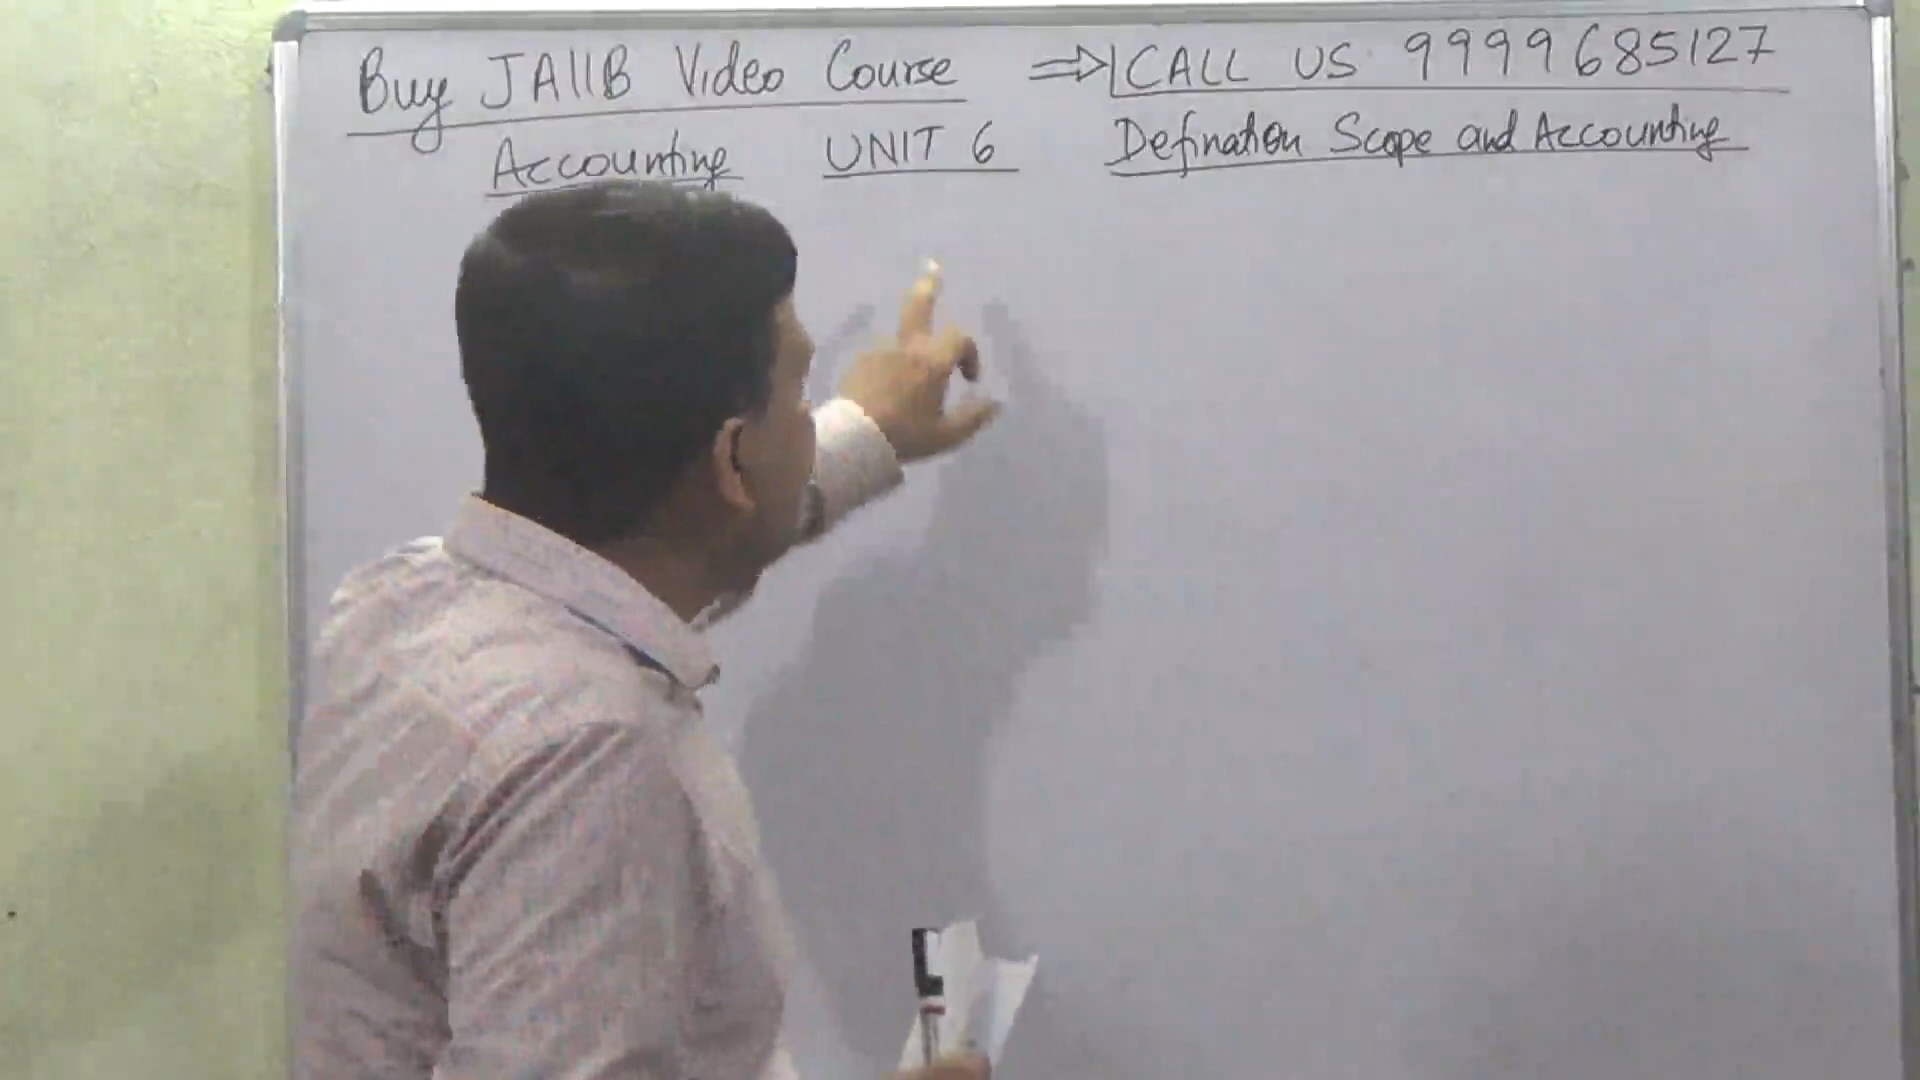 Buy JAIIB Video Course ⇒ CALL US 9999685127
Accounting UNIT 6 Defination Scope and Accounting